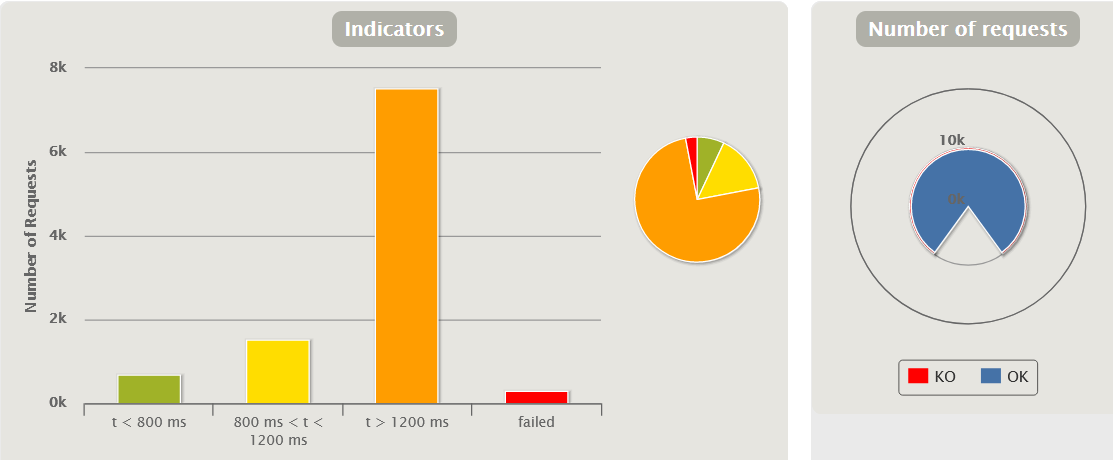 Indicators
Number of requests
8k
6k
4k
2k
0k
Number of Requests
t < 800 ms
800 ms < t <
1200 ms
t > 1200 ms
failed
10k
0k
KO
OK